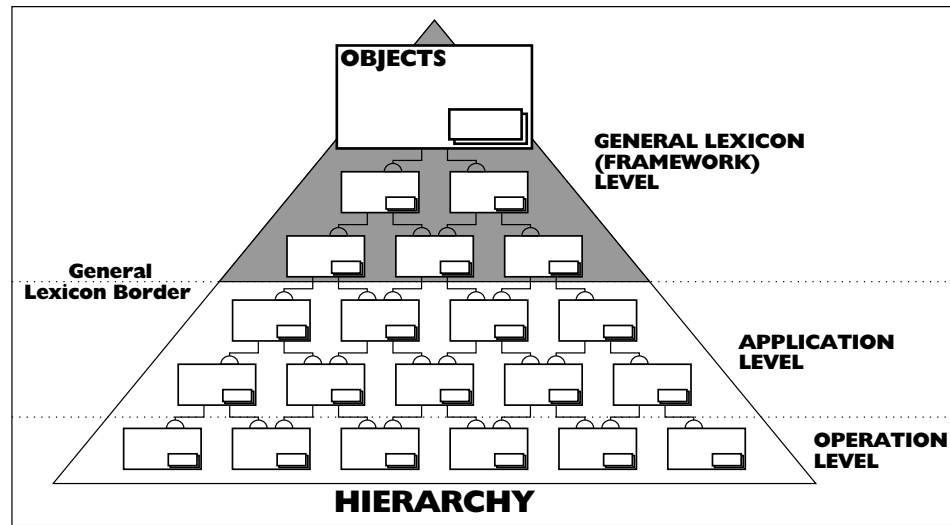 OBJECTS
GENERAL LEXICON
(FRAMEWORK)
LEVEL
General
Lexicon Border
APPLICATION
LEVEL
OPERATION
LEVEL
HIERARCHY